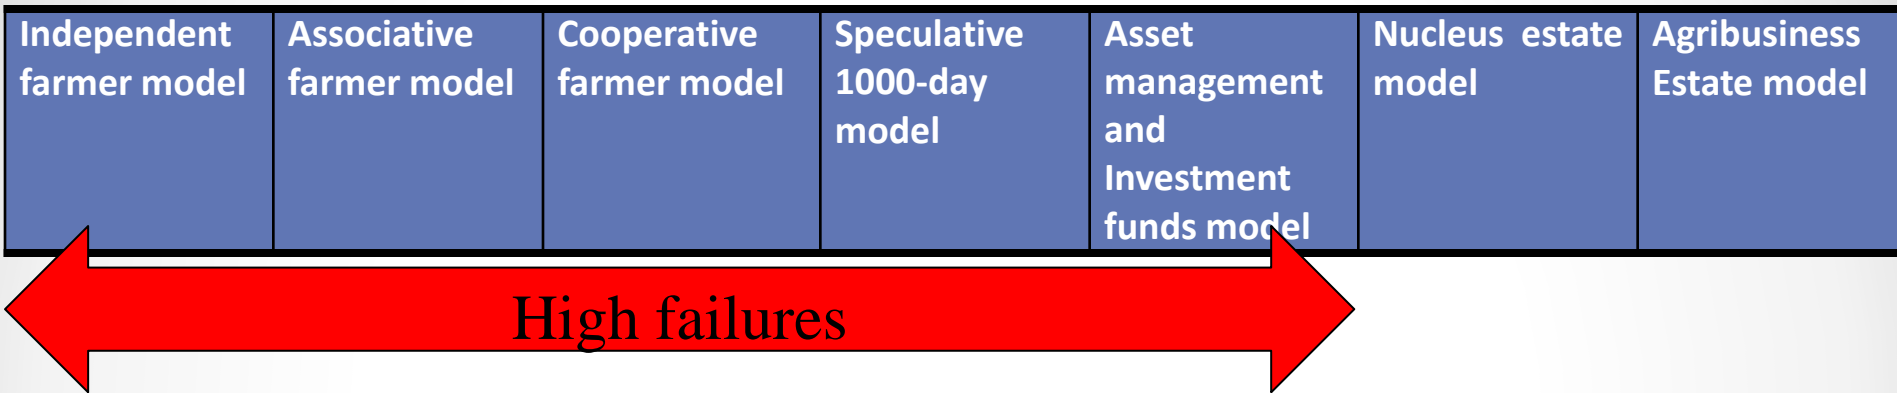 Independent
farmer model
Associative
farmer model
Cooperative
farmer model
Speculative
1000-day
model
Asset
management
and
Investment
funds model
Nucleus estate
model
Agribusiness
Estate model
High failures